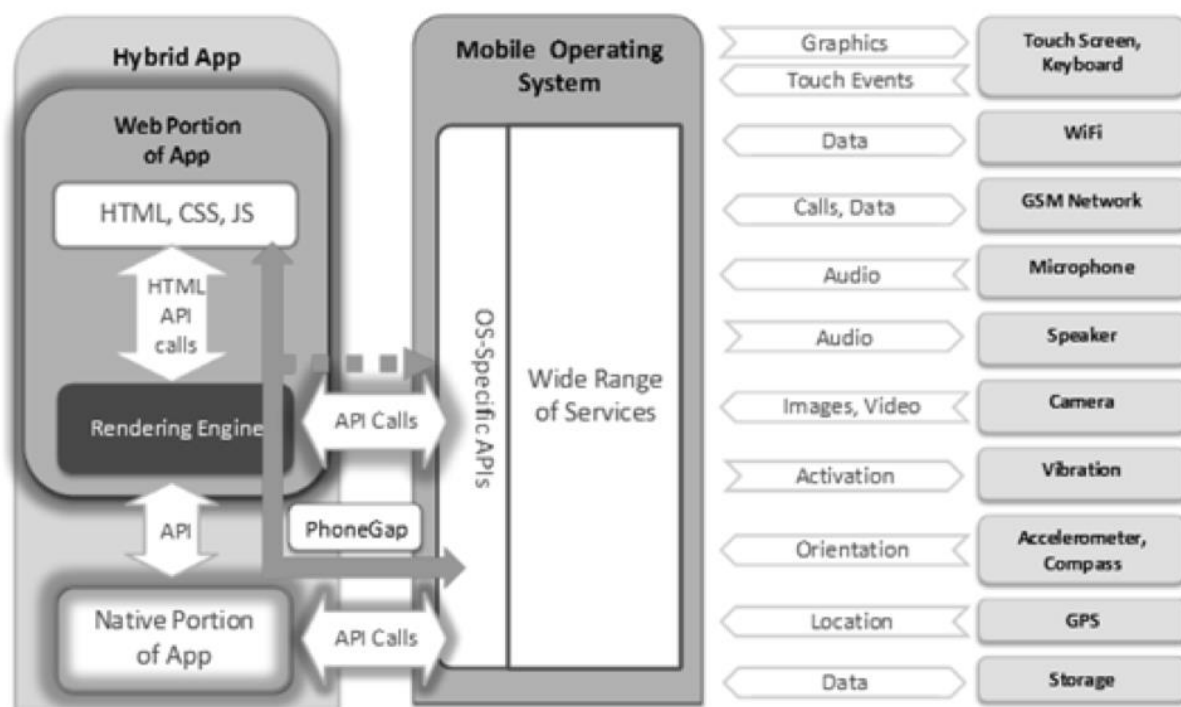 Hybrid App
Web Portion
of App
HTML, CSS, JS
HTML
API
calls
Rendering Engine
API
Native Portion
of App
API Calls
PhoneGap
API Calls
Mobile Operating
System
OS-Specific APIs
Wide Range
of Services
Graphics
Touch Events
Touch Screen,
Keyboard
Data
WiFi
Calls, Data
GSM Network
Audio
Microphone
Audio
Speaker
Images, Video
Camera
Activation
Vibration
Orientation
Accelerometer,
Compass
Location
GPS
Data
Storage